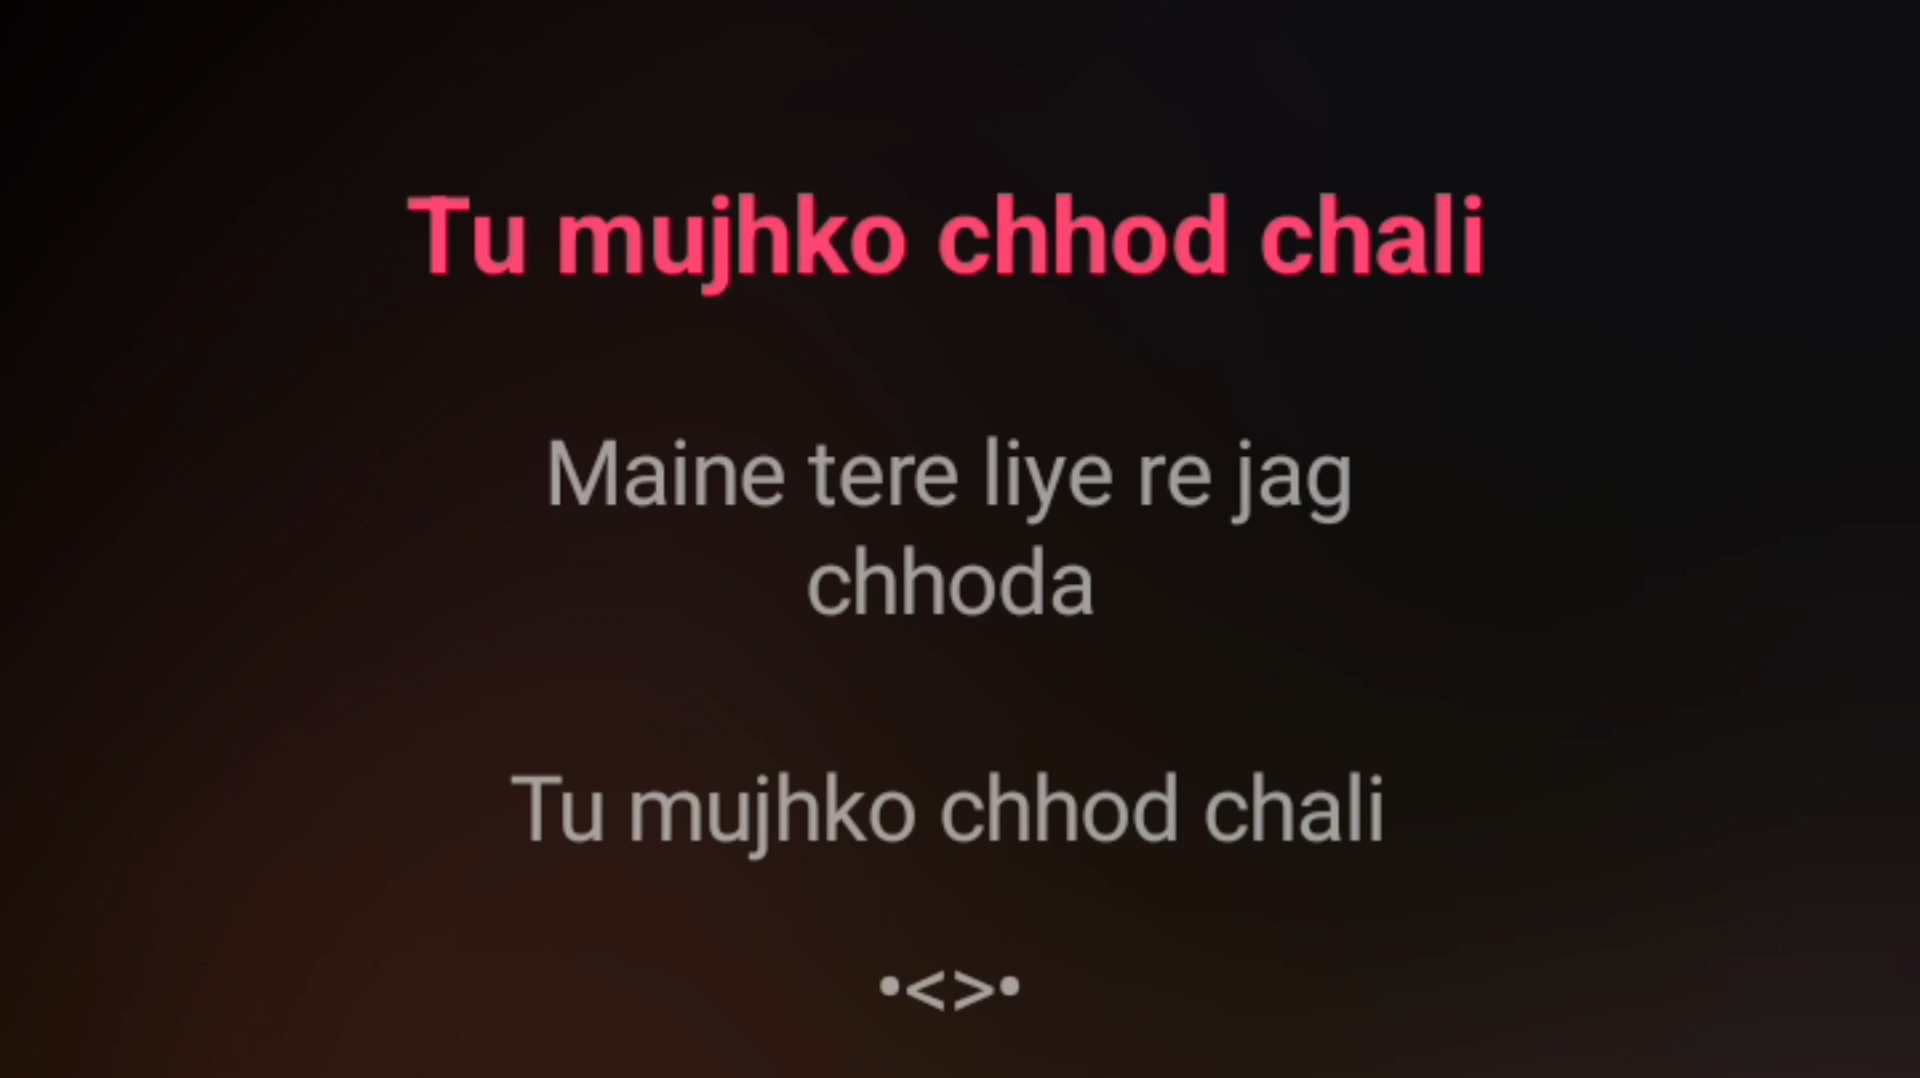 Tu mujhko chhod chali
Maine tere liye re jag
chhoda
Tu mujhko chhod chali
•<>•